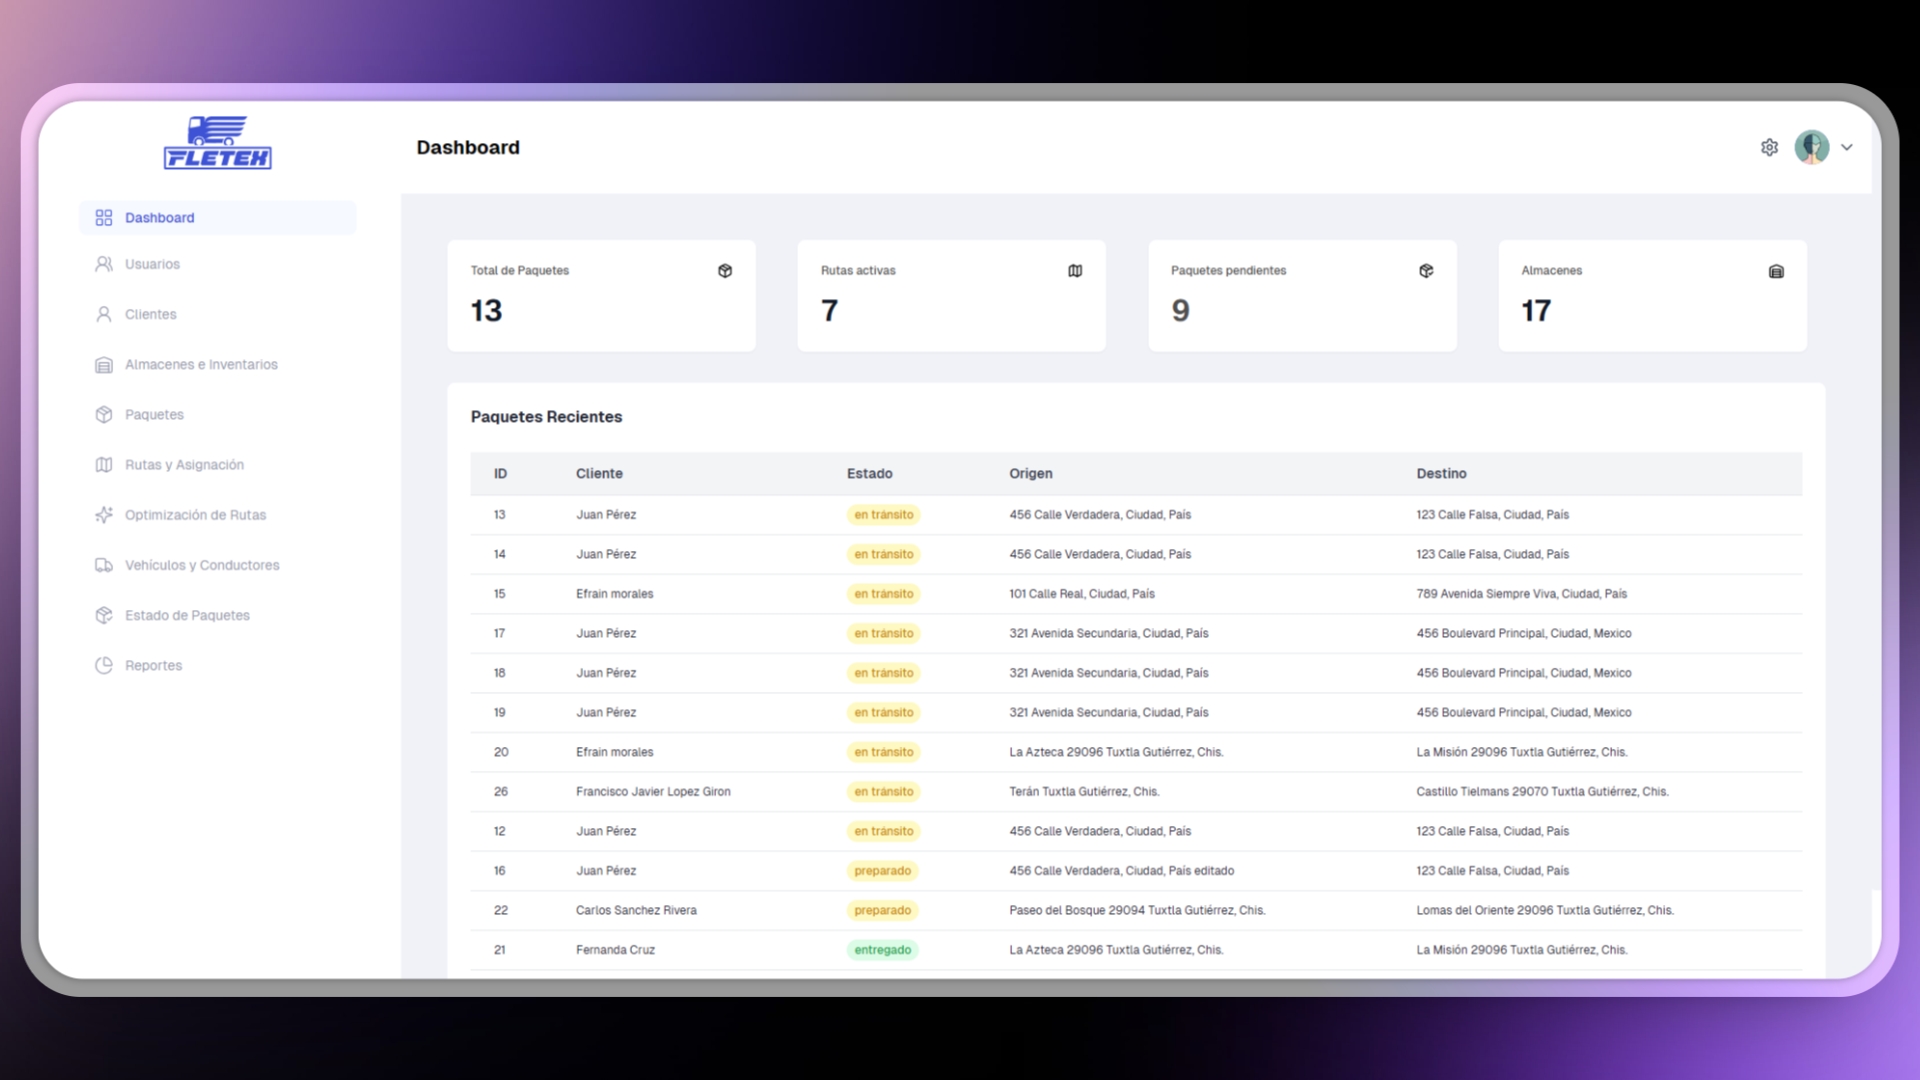 FLETEX
Dashboard
Dashboard
Usuarios
Clientes
Almacenes e Inventarios
Paquetes
Rutas y Asignación
Optimización de Rutas
Vehículos y Conductores
Estado de Paquetes
Reportes
Total de Paquetes
13
Rutas activas
7
Paquetes pendientes
9
Almacenes
17
Paquetes Recientes
ID Cliente Estado Origen Destino
13 Juan Pérez en tránsito 456 Calle Verdadera, Ciudad, País 123 Calle Falsa, Ciudad, País
14 Juan Pérez en tránsito 456 Calle Verdadera, Ciudad, País 123 Calle Falsa, Ciudad, País
15 Efrain morales en tránsito 101 Calle Real, Ciudad, País 789 Avenida Siempre Viva, Ciudad, País
17 Juan Pérez en tránsito 321 Avenida Secundaria, Ciudad, País 456 Boulevard Principal, Ciudad, Mexico
18 Juan Pérez en tránsito 321 Avenida Secundaria, Ciudad, País 456 Boulevard Principal, Ciudad, Mexico
19 Juan Pérez en tránsito 321 Avenida Secundaria, Ciudad, País 456 Boulevard Principal, Ciudad, Mexico
20 Efrain morales en tránsito La Azteca 29096 Tuxtla Gutiérrez, Chis. La Misión 29096 Tuxtla Gutiérrez, Chis.
26 Francisco Javier Lopez Giron en tránsito Terán Tuxtla Gutiérrez, Chis. Castillo Tielmans 29070 Tuxtla Gutiérrez, Chis.
12 Juan Pérez en tránsito 456 Calle Verdadera, Ciudad, País 123 Calle Falsa, Ciudad, País
16 Juan Pérez preparado 456 Calle Verdadera, Ciudad, País editado 123 Calle Falsa, Ciudad, País
22 Carlos Sanchez Rivera preparado Paseo del Bosque 29094 Tuxtla Gutiérrez, Chis. Lomas del Oriente 29096 Tuxtla Gutiérrez, Chis.
21 Fernanda Cruz entregado La Azteca 29096 Tuxtla Gutiérrez, Chis. La Misión 29096 Tuxtla Gutiérrez, Chis.